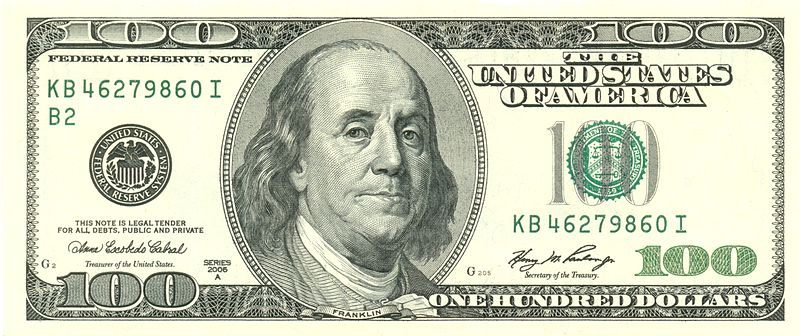 100
100
FEDERAL RESERVE NOTE
THE
UNITED STATES
OF AMERICA
KB 46279860 I
B2
UNITED STATES
FEDERAL RESERVE SYSTEM
100
KB 46279860 I
THIS NOTE IS LEGAL TENDER
FOR ALL DEBTS, PUBLIC AND PRIVATE
Anna Escobedo Cabral
Treasurer of the United States.
SERIES
2006
A
G2
G 205
Henry M. Paulson Jr
Secretary of the Treasury.
100
100
FRANKLIN
ONE HUNDRED DOLLARS